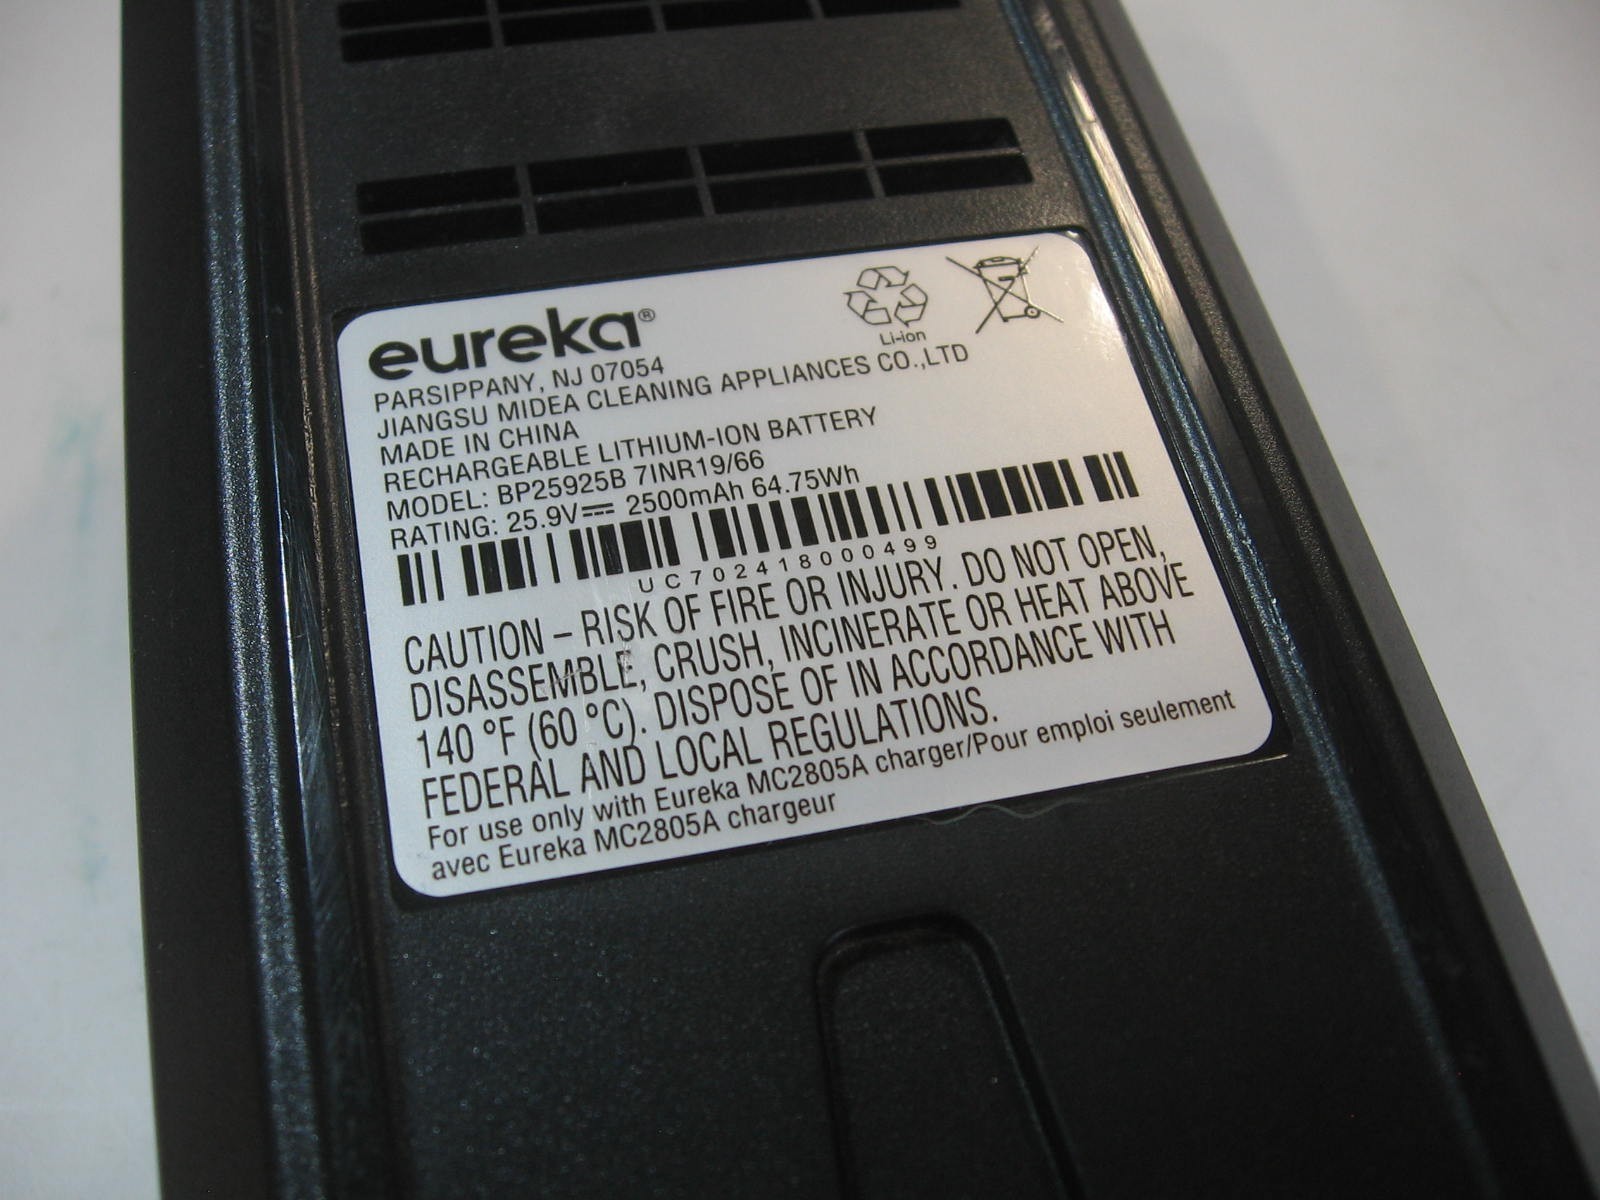 eureka®
Li-ion
PARSIPPANY, NJ 07054
JIANGSU MIDEA CLEANING APPLIANCES CO.,LTD
MADE IN CHINA
RECHARGEABLE LITHIUM-ION BATTERY
MODEL: BP25925B 7INR19/66
RATING: 25.9V⎓ 2500mAh 64.75Wh
UC702418000499
CAUTION – RISK OF FIRE OR INJURY. DO NOT OPEN,
DISASSEMBLE, CRUSH, INCINERATE OR HEAT ABOVE
140 °F (60 °C). DISPOSE OF IN ACCORDANCE WITH
FEDERAL AND LOCAL REGULATIONS.
For use only with Eureka MC2805A charger/Pour emploi seulement
avec Eureka MC2805A chargeur